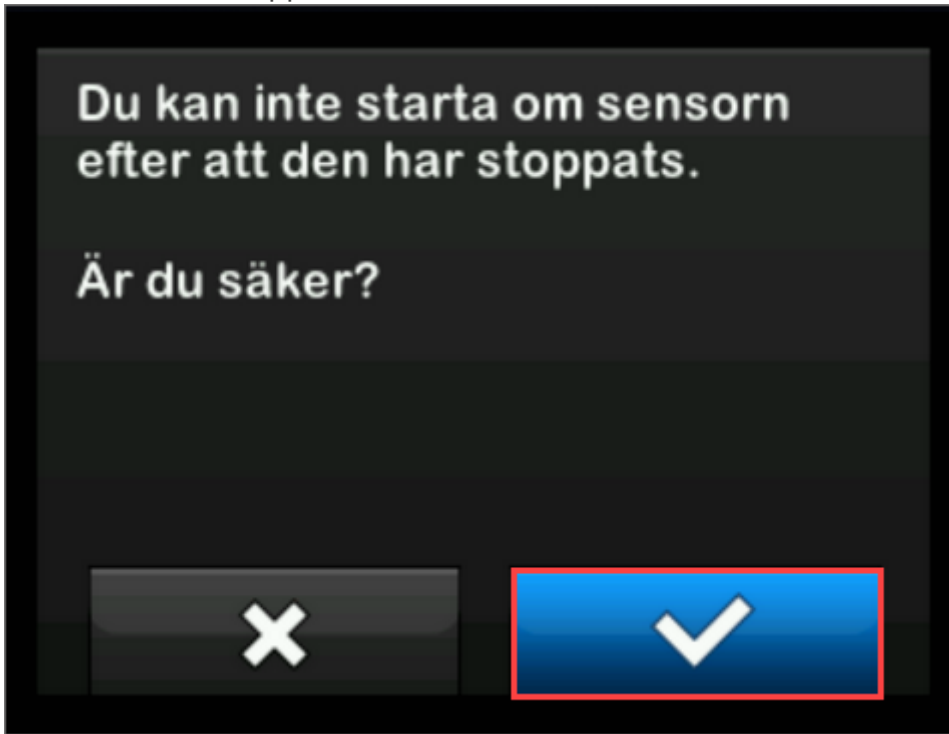 Du kan inte starta om sensorn
efter att den har stoppats.
Är du säker?